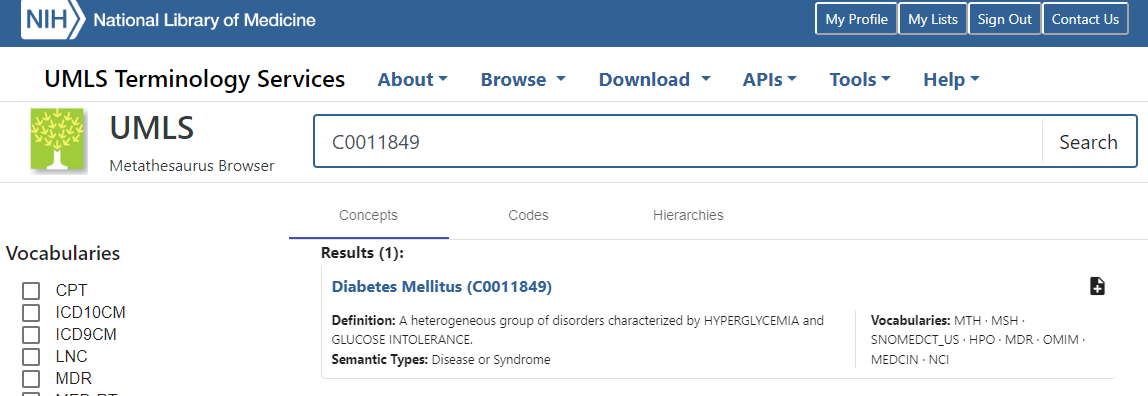 NIH National Library of Medicine
My Profile My Lists Sign Out Contact Us
UMLS Terminology Services About Browse Download APIs Tools Help
UMLS
Metathesaurus Browser
C0011849 Search
Concepts Codes Hierarchies
Vocabularies
CPT
ICD10CM
ICD9CM
LNC
MDR
Results (1):
Diabetes Mellitus (C0011849)
Definition: A heterogeneous group of disorders characterized by HYPERGLYCEMIA and
GLUCOSE INTOLERANCE.
Semantic Types: Disease or Syndrome
Vocabularies: MTH · MSH ·
SNOMEDCT_US · HPO · MDR · OMIM ·
MEDCIN · NCI